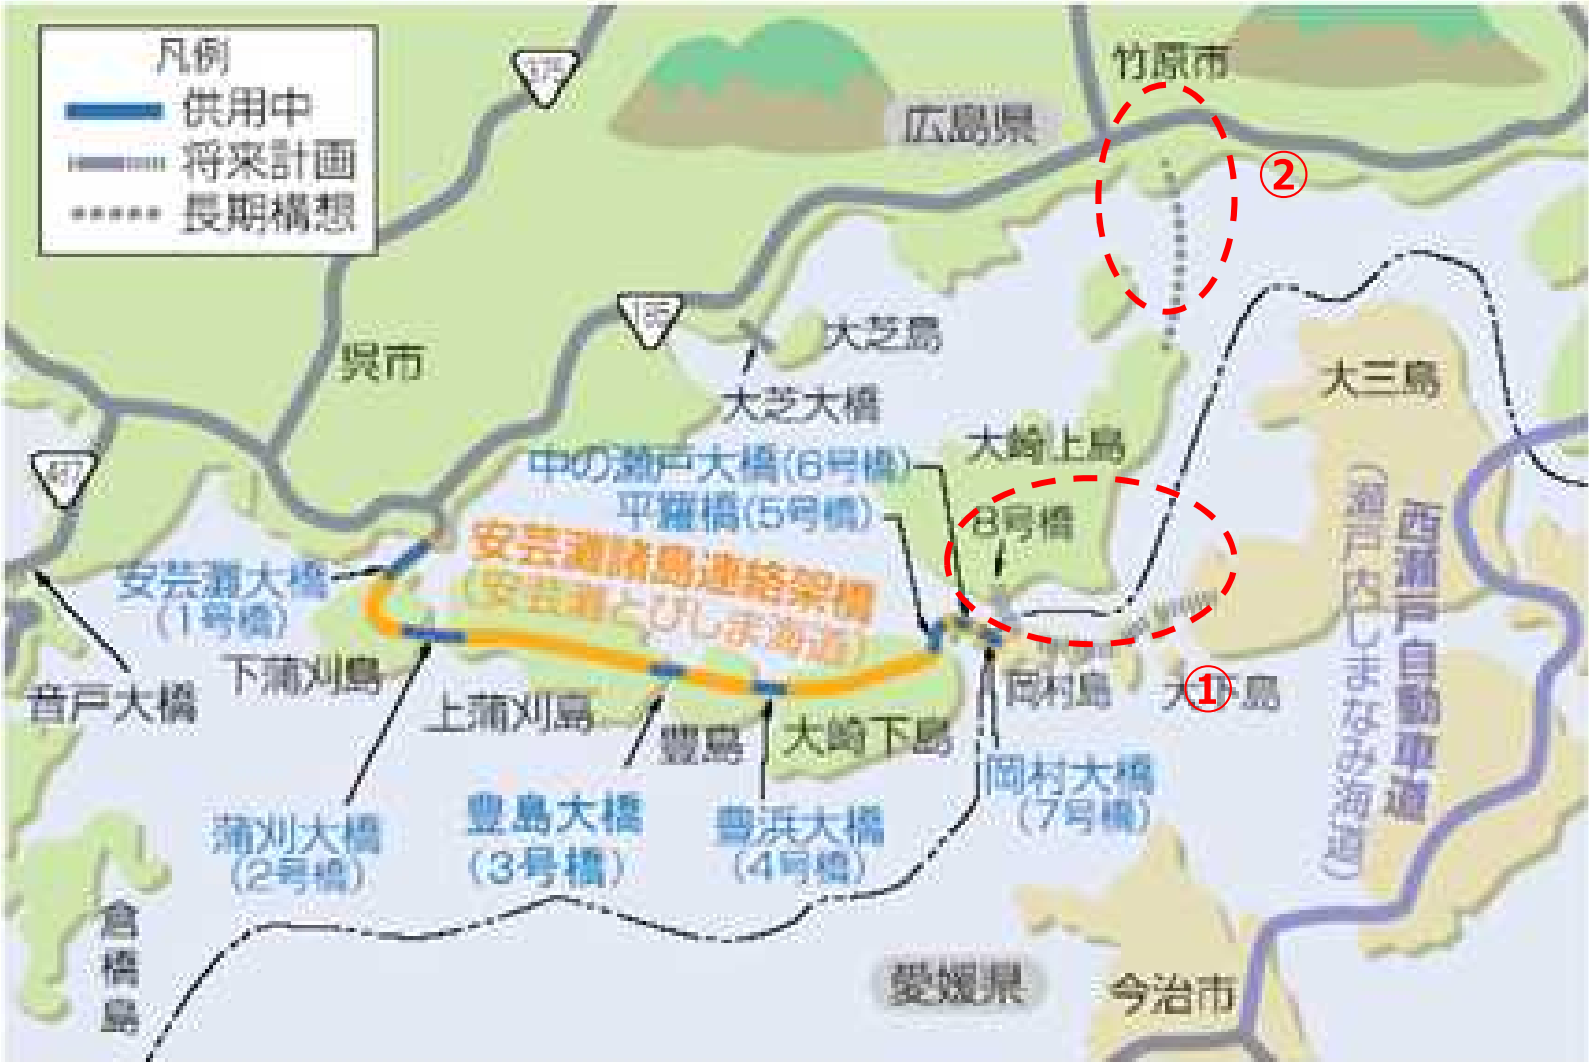 凡例
供用中
将来計画
長期構想
375
広島県
竹原市
②
185
呉市
大芝島
大芝大橋
大三島
487
大崎上島
中の瀬戸大橋(6号橋)
平羅橋(5号橋)
8号橋
安芸灘諸島連絡架橋
(安芸灘とびしま海道)
安芸灘大橋
(1号橋)
西瀬戸自動車道
(瀬戸内しまなみ海道)
音戸大橋
下蒲刈島
上蒲刈島
豊島
大崎下島
岡村島
大下島
①
蒲刈大橋
(2号橋)
豊島大橋
(3号橋)
豊浜大橋
(4号橋)
岡村大橋
(7号橋)
倉橋島
愛媛県
今治市